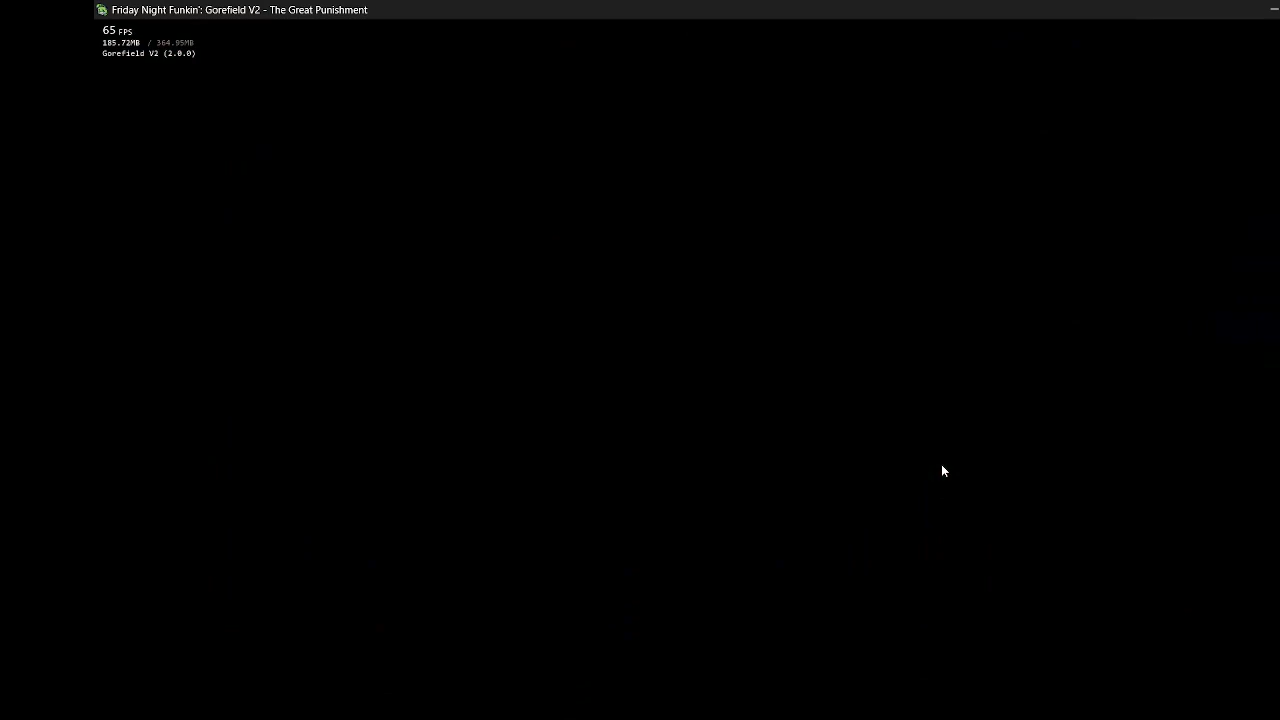 Friday Night Funkin': Gorefield V2 - The Great Punishment
65 FPS
185.72MB / 364.95MB
Gorefield V2 (2.0.0)